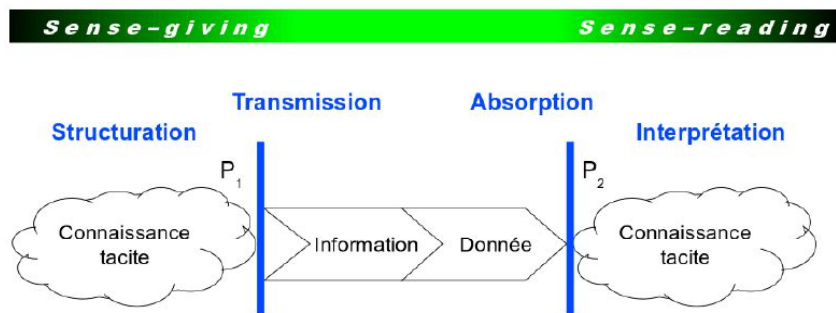 Sense-giving Sense-reading
Transmission Absorption
Structuration Interprétation
P1 P2
Connaissance tacite
Information Donnée
Connaissance tacite